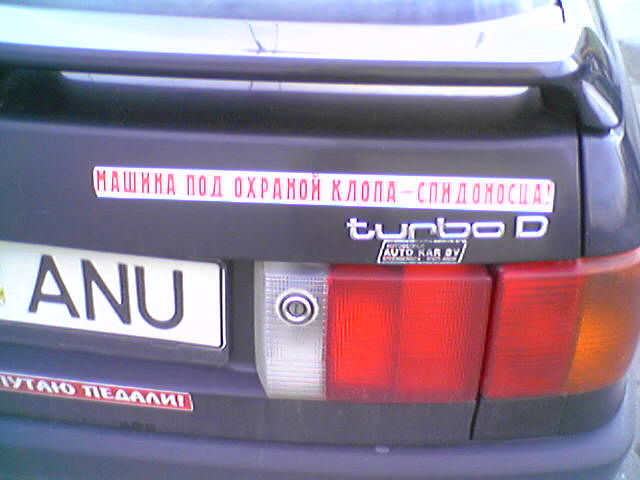 МАШИНА ПОД ОХРАНОЙ КЛОПА-СПИДОНОСЦА!
turbo D
AUTO KAR OY
ANU
ПУТАЮ ПЕДАЛИ!